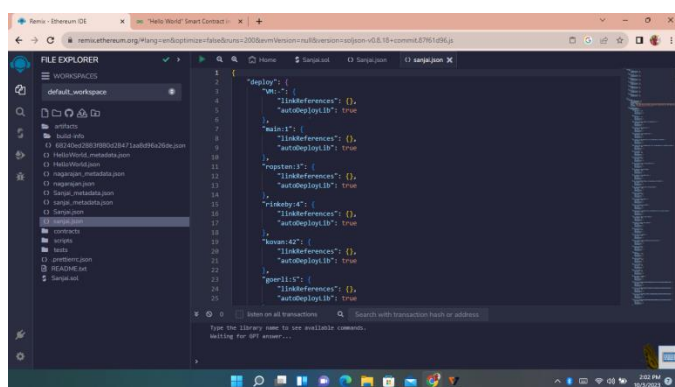 Remix - Ethereum IDE
"Hello World" Smart Contract in
remix.ethereum.org/#lang=en&optimize=false&runs=200&evmVersion=null&version=soljson-v0.8.18+commit.87f61d96.js
FILE EXPLORER
WORKSPACES
default_workspace
artifacts
build-info
HelloWorld_metadata.json
HelloWorld.json
nagarajan_metadata.json
nagarajan.json
Sanjai_metadata.json
sanjai_metadata.json
Sanjai.json
sanjai.json
contracts
scripts
tests
.prettierrc.json
README.txt
Sanjai.sol
Home
Sanjai.sol
Sanjai.json
sanjai.json
1 {
2 "deploy": {
3 "VM:-": {
4 "linkReferences": {},
5 "autoDeployLib": true
6 },
7 "main:1": {
8 "linkReferences": {},
9 "autoDeployLib": true
10 },
11 "ropsten:3": {
12 "linkReferences": {},
13 "autoDeployLib": true
14 },
15 "rinkeby:4": {
16 "linkReferences": {},
17 "autoDeployLib": true
18 },
19 "kovan:42": {
20 "linkReferences": {},
21 "autoDeployLib": true
22 },
23 "goerli:5": {
24 "linkReferences": {},
25 "autoDeployLib": true
0
listen on all transactions
Search with transaction hash or address
Type the library name to see available commands.
Waiting for GPT answer...
>
2:02 PM
10/5/2023